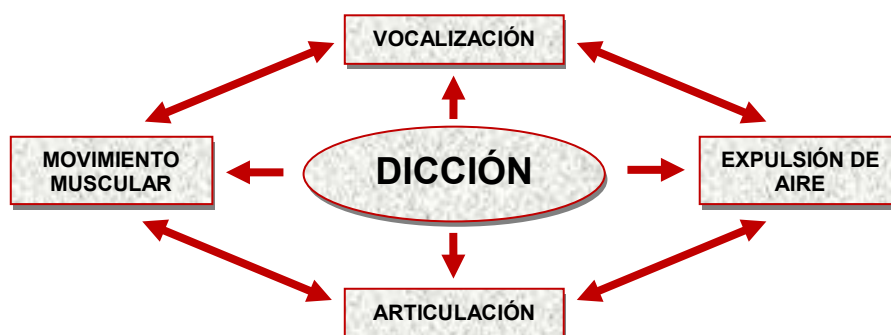 VOCALIZACIÓN
MOVIMIENTO
MUSCULAR
DICCIÓN
EXPULSIÓN DE
AIRE
ARTICULACIÓN